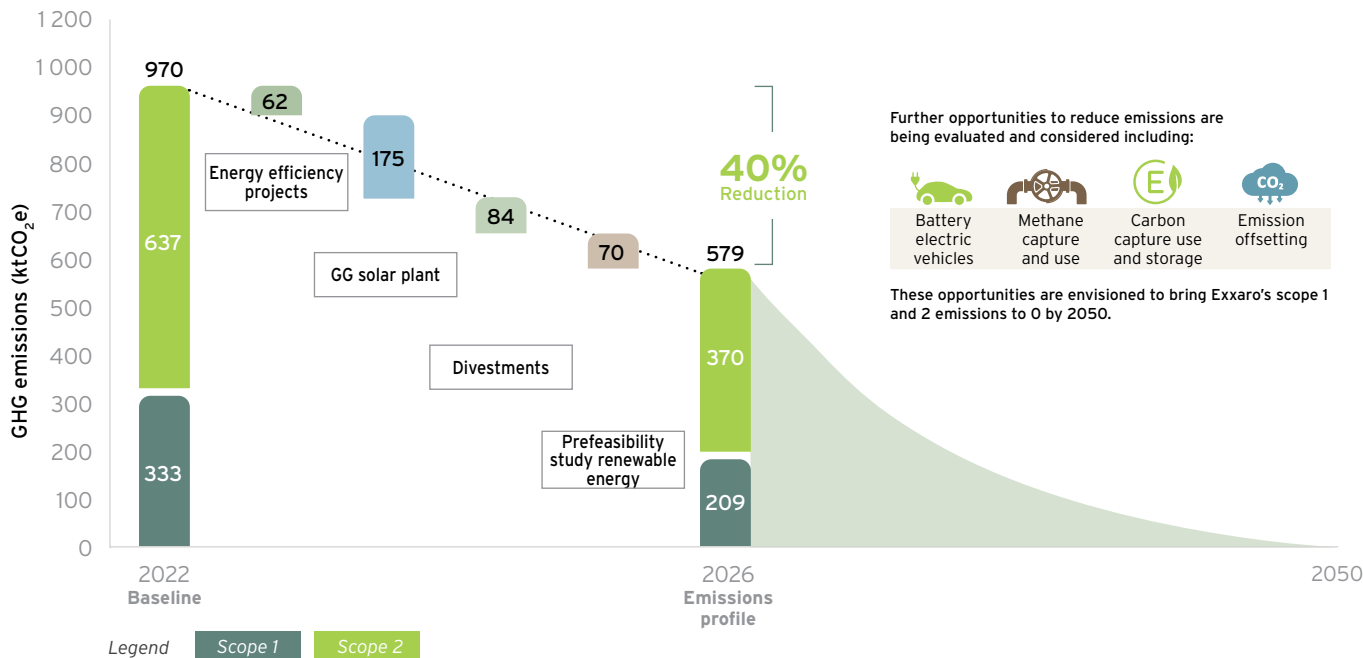 1 200
1 000
900
800
700
600
500
400
300
200
100
0
GHG emissions (ktCO₂e)
970
637
333
62
Energy efficiency
projects
175
GG solar plant
84
Divestments
70
Prefeasibility
study renewable
energy
579
370
209
40%
Reduction
Further opportunities to reduce emissions are
being evaluated and considered including:
E
CO₂
Battery
electric
vehicles
Methane
capture
and use
Carbon
capture use
and storage
Emission
offsetting
These opportunities are envisioned to bring Exxaro’s scope 1
and 2 emissions to 0 by 2050.
2022
Baseline
2026
Emissions
profile
2050
Legend
Scope 1
Scope 2